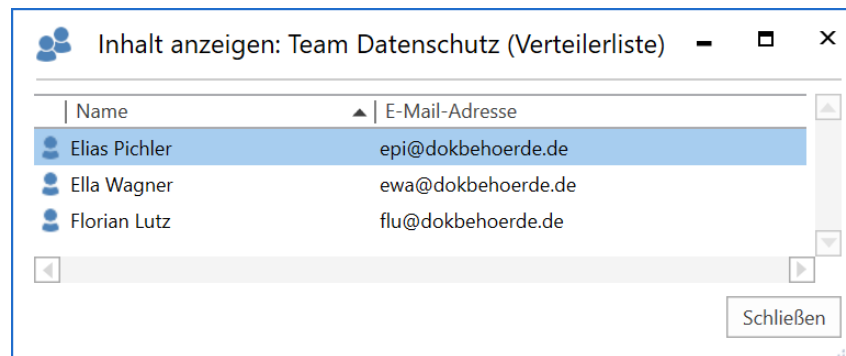 Inhalt anzeigen: Team Datenschutz (Verteilerliste)
Name E-Mail-Adresse
Elias Pichler epi@dokbehoerde.de
Ella Wagner ewa@dokbehoerde.de
Florian Lutz flu@dokbehoerde.de
Schließen